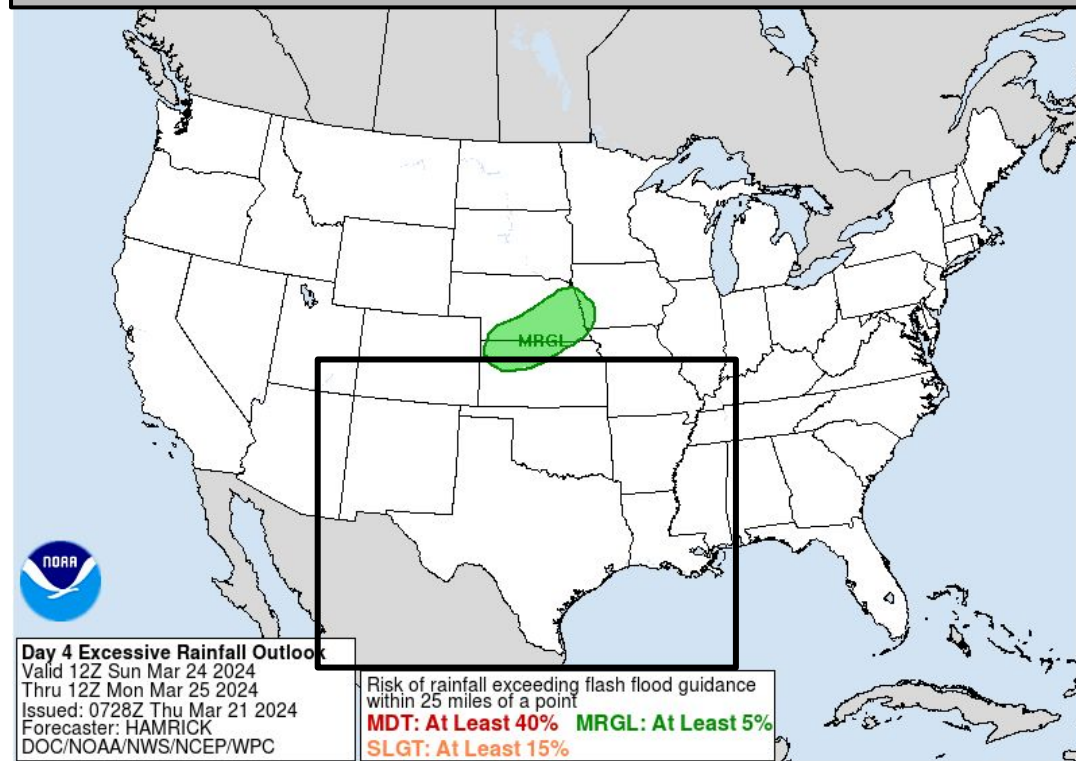 MRGL
NOAA
Day 4 Excessive Rainfall Outlook
Valid 12Z Sun Mar 24 2024
Thru 12Z Mon Mar 25 2024
Issued: 0728Z Thu Mar 21 2024
Forecaster: HAMRICK
DOC/NOAA/NWS/NCEP/WPC
Risk of rainfall exceeding flash flood guidance
within 25 miles of a point
MDT: At Least 40% MRGL: At Least 5%
SLGT: At Least 15%